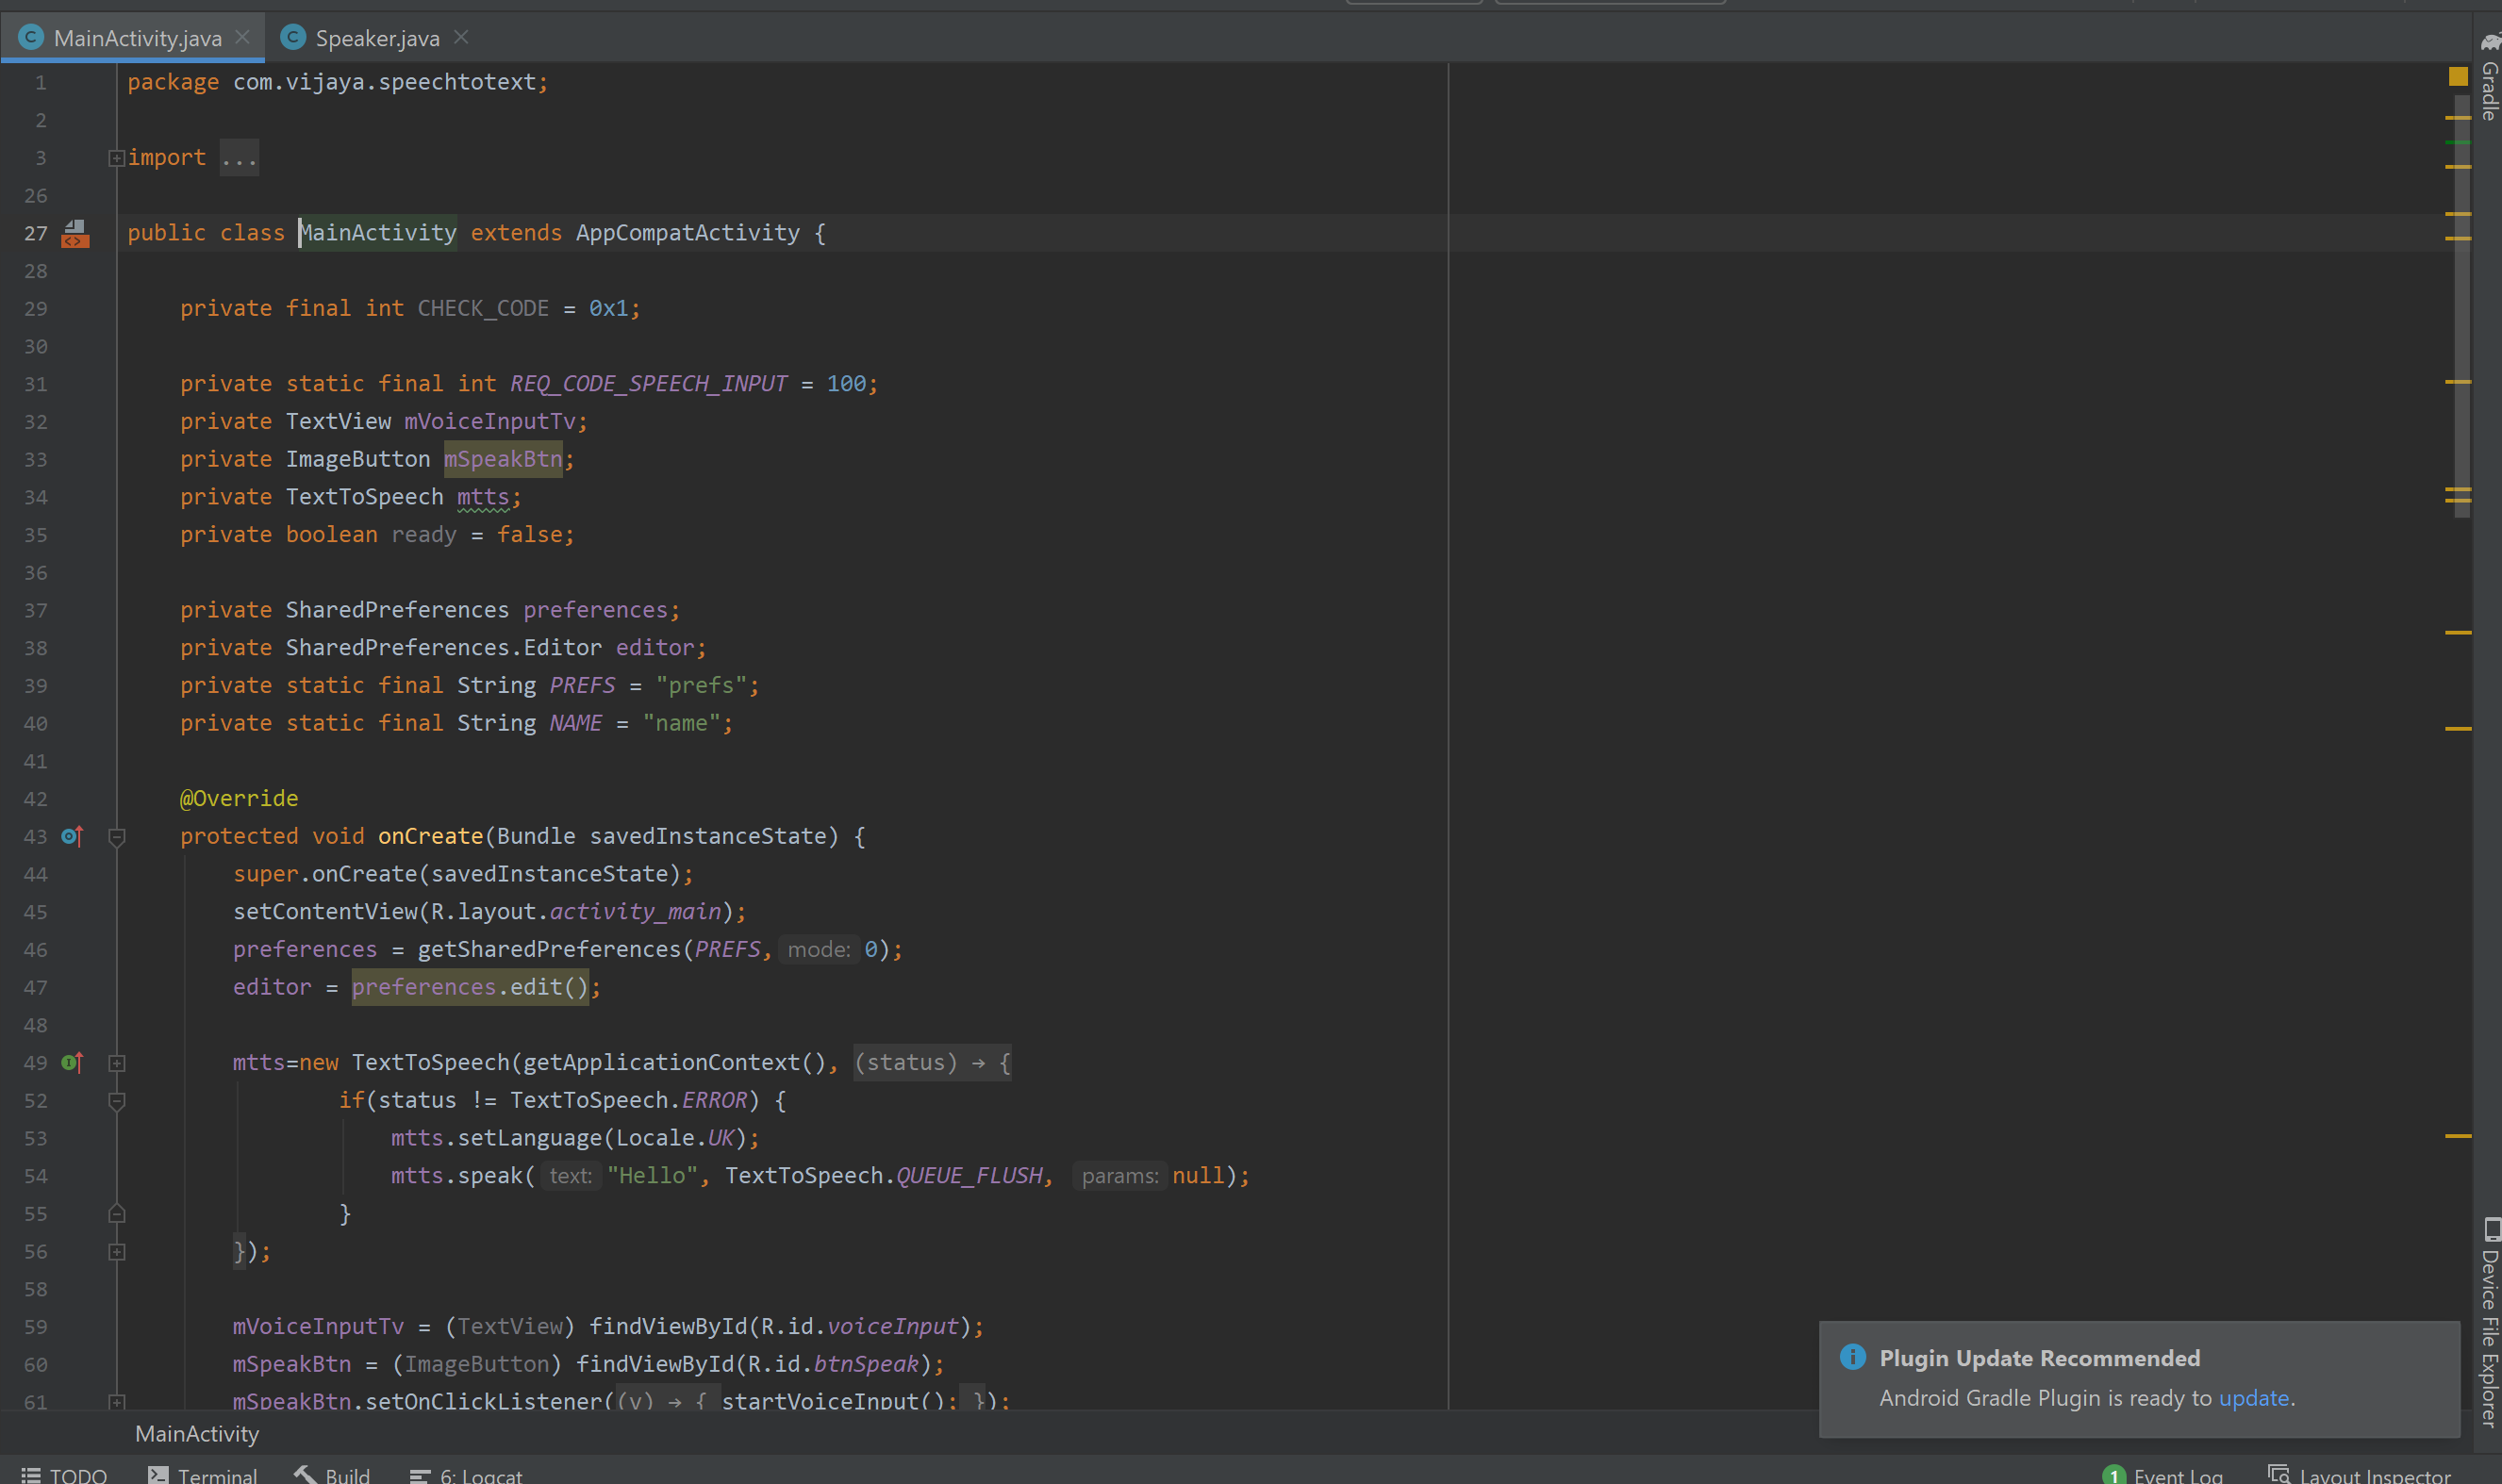 MainActivity.java
Speaker.java
1 package com.vijaya.speechtotext;
2
3 import ...
26
27 public class MainActivity extends AppCompatActivity {
28
29 private final int CHECK_CODE = 0x1;
30
31 private static final int REQ_CODE_SPEECH_INPUT = 100;
32 private TextView mVoiceInputTv;
33 private ImageButton mSpeakBtn;
34 private TextToSpeech mtts;
35 private boolean ready = false;
36
37 private SharedPreferences preferences;
38 private SharedPreferences.Editor editor;
39 private static final String PREFS = "prefs";
40 private static final String NAME = "name";
41
42 @Override
43 protected void onCreate(Bundle savedInstanceState) {
44 super.onCreate(savedInstanceState);
45 setContentView(R.layout.activity_main);
46 preferences = getSharedPreferences(PREFS, mode: 0);
47 editor = preferences.edit();
48
49 mtts=new TextToSpeech(getApplicationContext(), (status) → {
52 if(status != TextToSpeech.ERROR) {
53 mtts.setLanguage(Locale.UK);
54 mtts.speak( text: "Hello", TextToSpeech.QUEUE_FLUSH, params: null);
55 }
56 });
58
59 mVoiceInputTv = (TextView) findViewById(R.id.voiceInput);
60 mSpeakBtn = (ImageButton) findViewById(R.id.btnSpeak);
61 mSpeakBtn.setOnClickListener((v) → { startVoiceInput(); });
MainActivity
TODO
Terminal
Build
6: Logcat
1 Event Log
Layout Inspector
Gradle
Device File Explorer
Plugin Update Recommended
Android Gradle Plugin is ready to update.